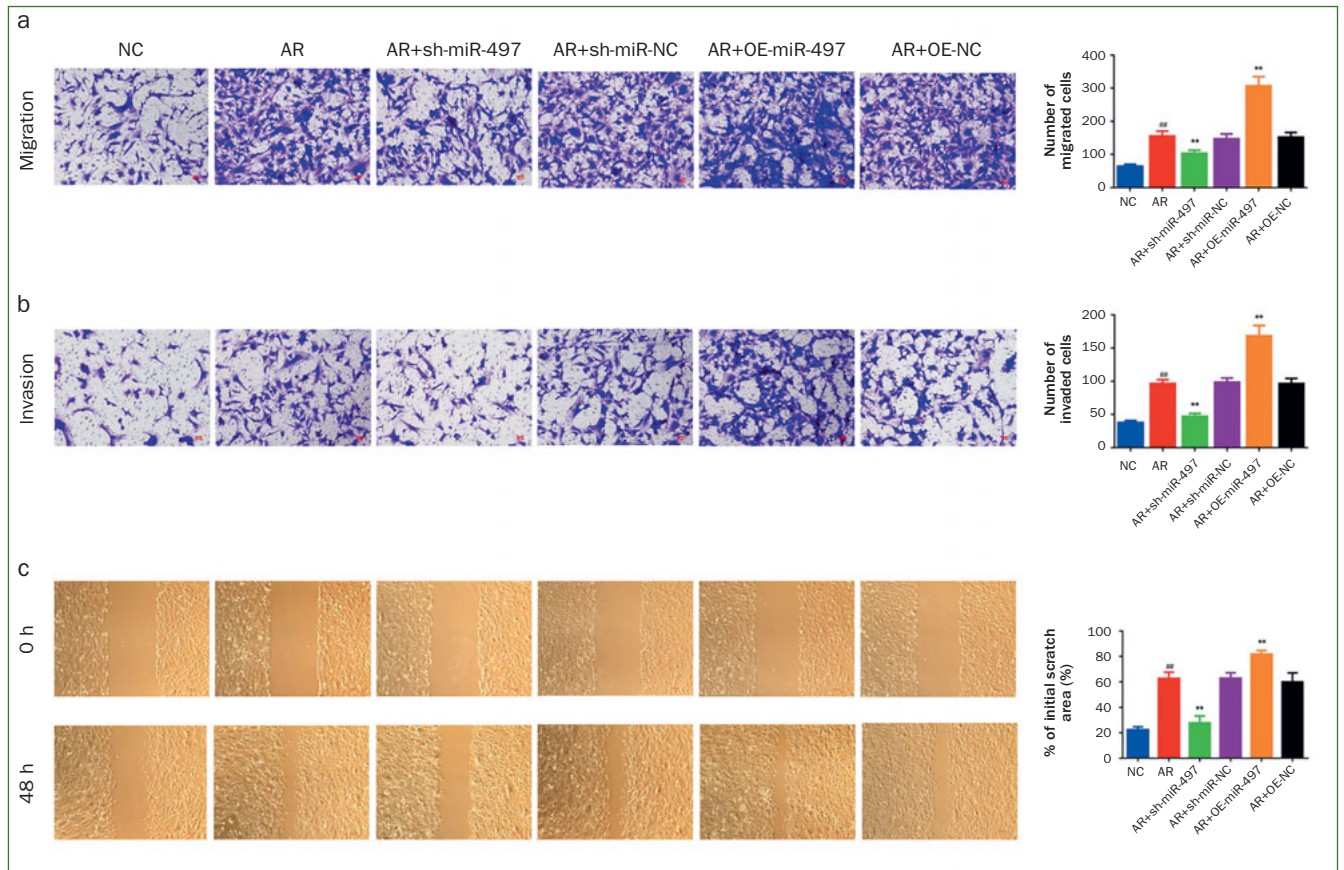 a
NC AR AR+sh-miR-497 AR+sh-miR-NC AR+OE-miR-497 AR+OE-NC
Migration
Number of
migrated cells
400
300
200
100
0
##
**
**
NC AR AR+sh-miR-497 AR+sh-miR-NC AR+OE-miR-497 AR+OE-NC
b
Invasion
Number of
invaded cells
200
150
100
50
0
##
**
**
NC AR AR+sh-miR-497 AR+sh-miR-NC AR+OE-miR-497 AR+OE-NC
c
0 h
48 h
% of initial scratch
area (%)
100
80
60
40
20
0
##
**
**
NC AR AR+sh-miR-497 AR+sh-miR-NC AR+OE-miR-497 AR+OE-NC